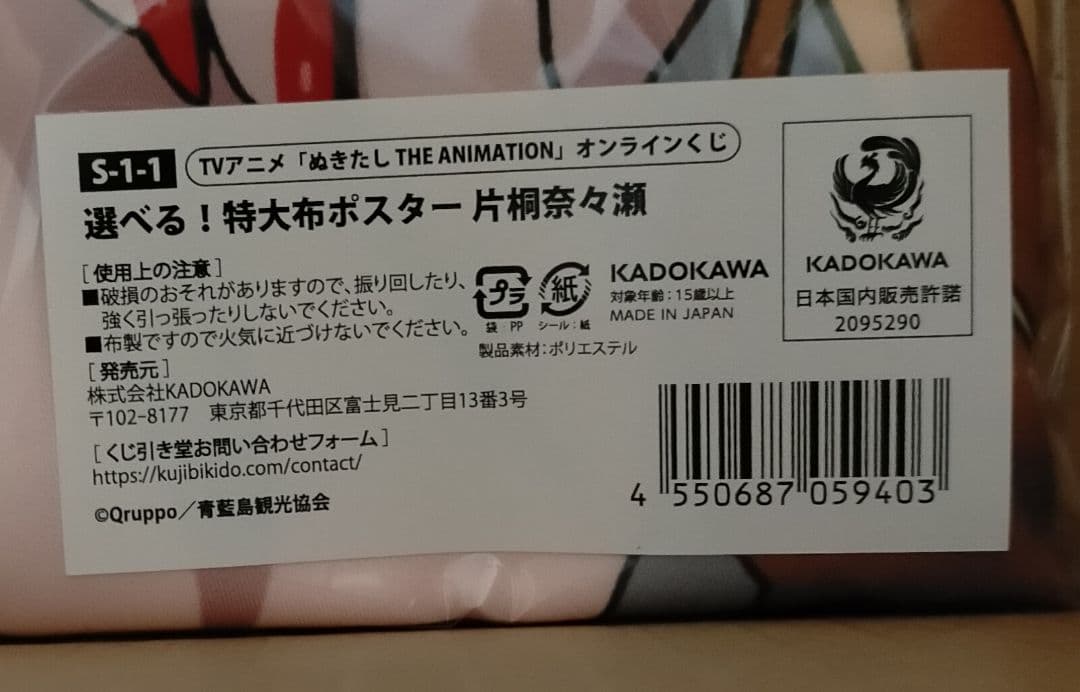 S-1-1
TVアニメ「ぬきたし THE ANIMATION」オンラインくじ
選べる！特大布ポスター 片桐奈々瀬
[使用上の注意]
■破損のおそれがありますので、振り回したり、
強く引っ張ったりしないでください。
■布製ですので火気に近づけないでください。
[発売元]
株式会社KADOKAWA
〒102-8177 東京都千代田区富士見二丁目13番3号
[くじ引き堂お問い合わせフォーム]
https://kujibikido.com/contact/
©Qruppo／青藍島観光協会
プラ
袋：PP
紙
シール：紙
KADOKAWA
対象年齢：15歳以上
MADE IN JAPAN
製品素材：ポリエステル
KADOKAWA
日本国内販売許諾
2095290
4 550687 059403